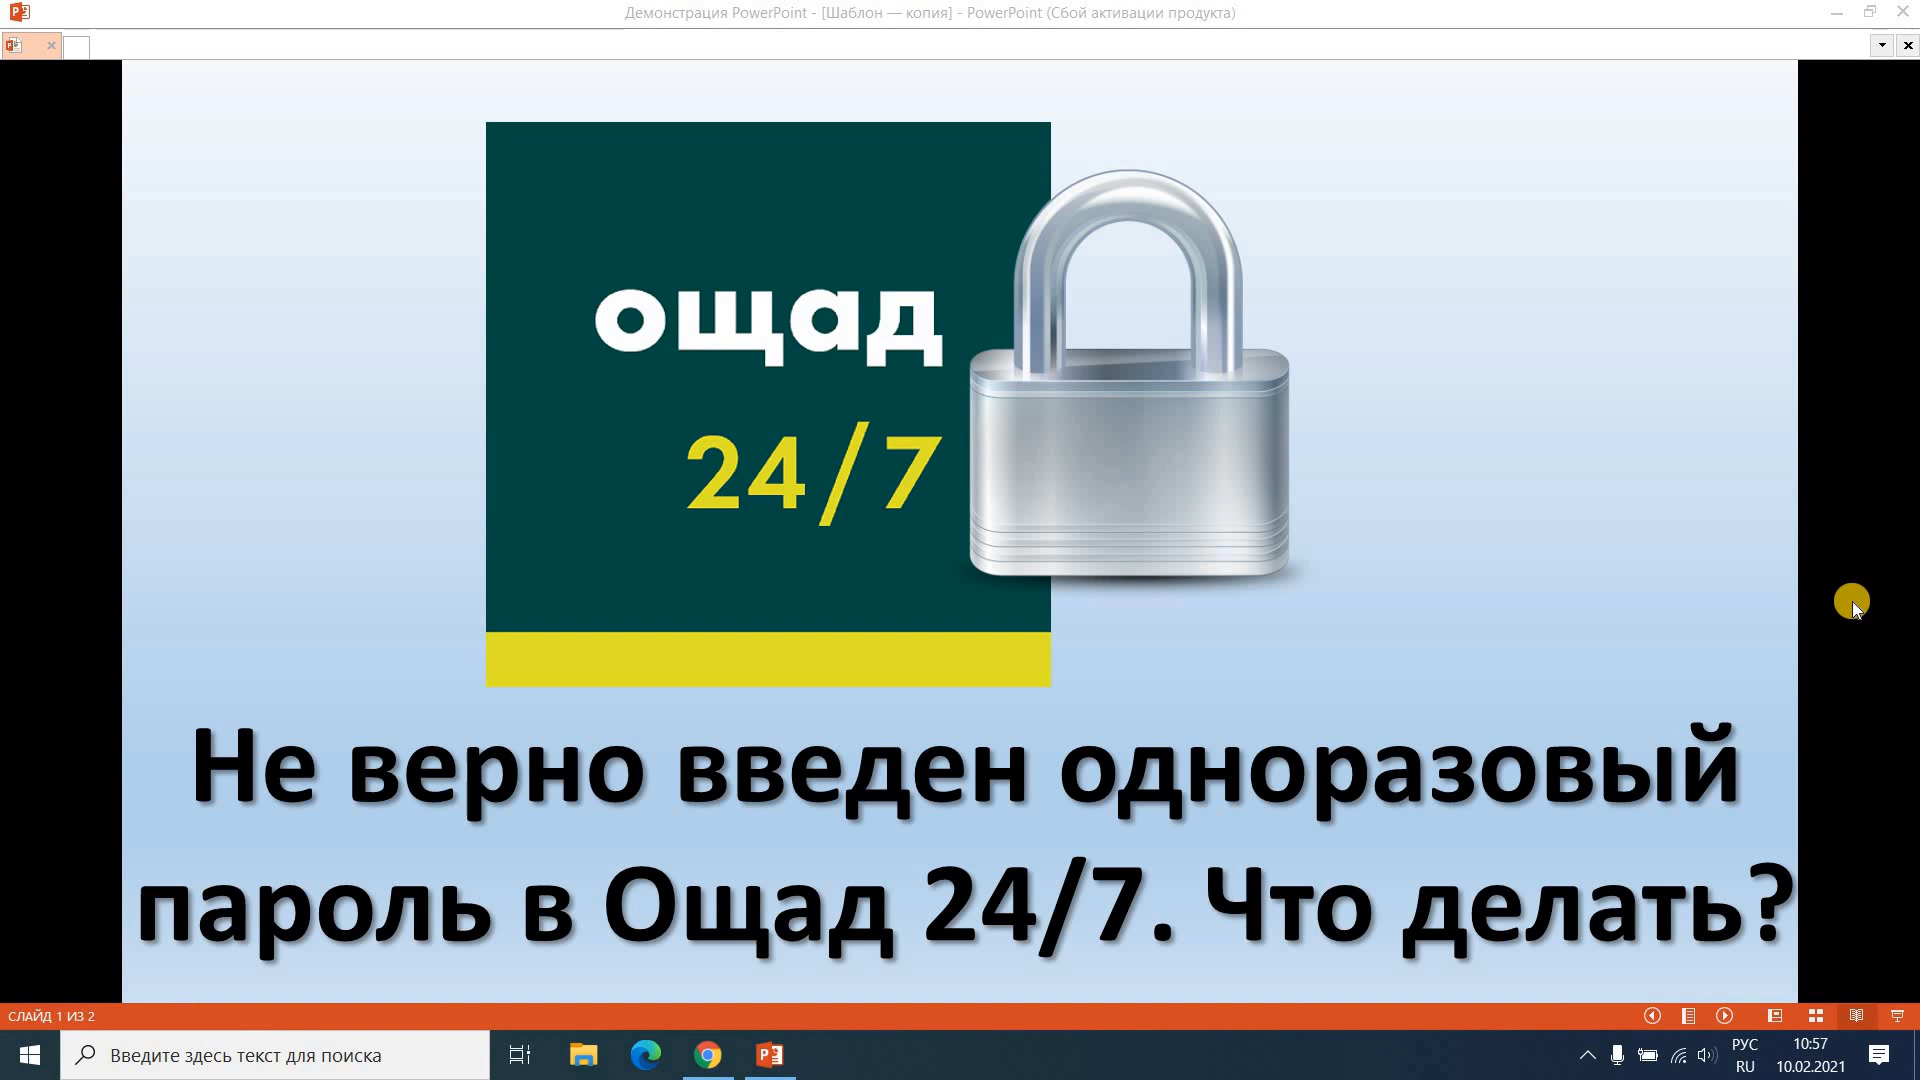 Демонстрация PowerPoint - [Шаблон — копия] - PowerPoint (Сбой активации продукта)
ощад
24/7
Не верно введен одноразовый
пароль в Ощад 24/7. Что делать?
СЛАЙД 1 ИЗ 2
Введите здесь текст для поиска
РУС
RU
10:57
10.02.2021